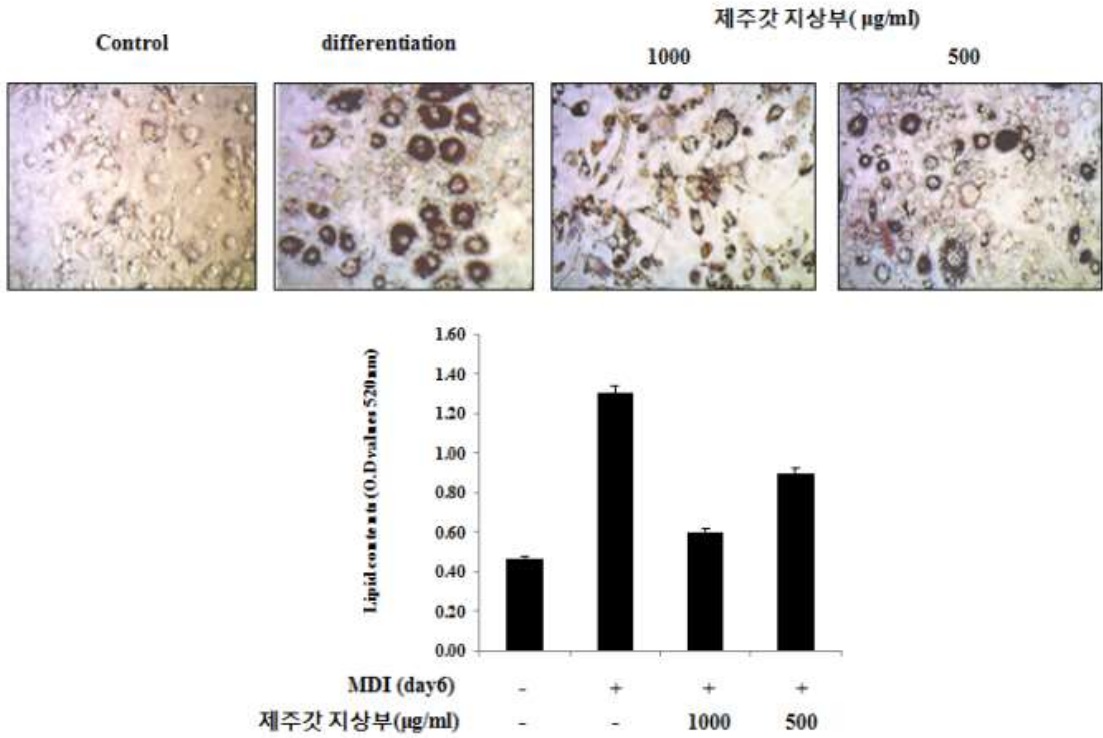 제주갓 지상부( μg/ml)
Control differentiation 1000 500
1.60
1.40
1.20
1.00
0.80
0.60
0.40
0.20
0.00
Lipid contents (O.D values 520nm)
MDI (day6) - + + +
제주갓 지상부(μg/ml) - - 1000 500